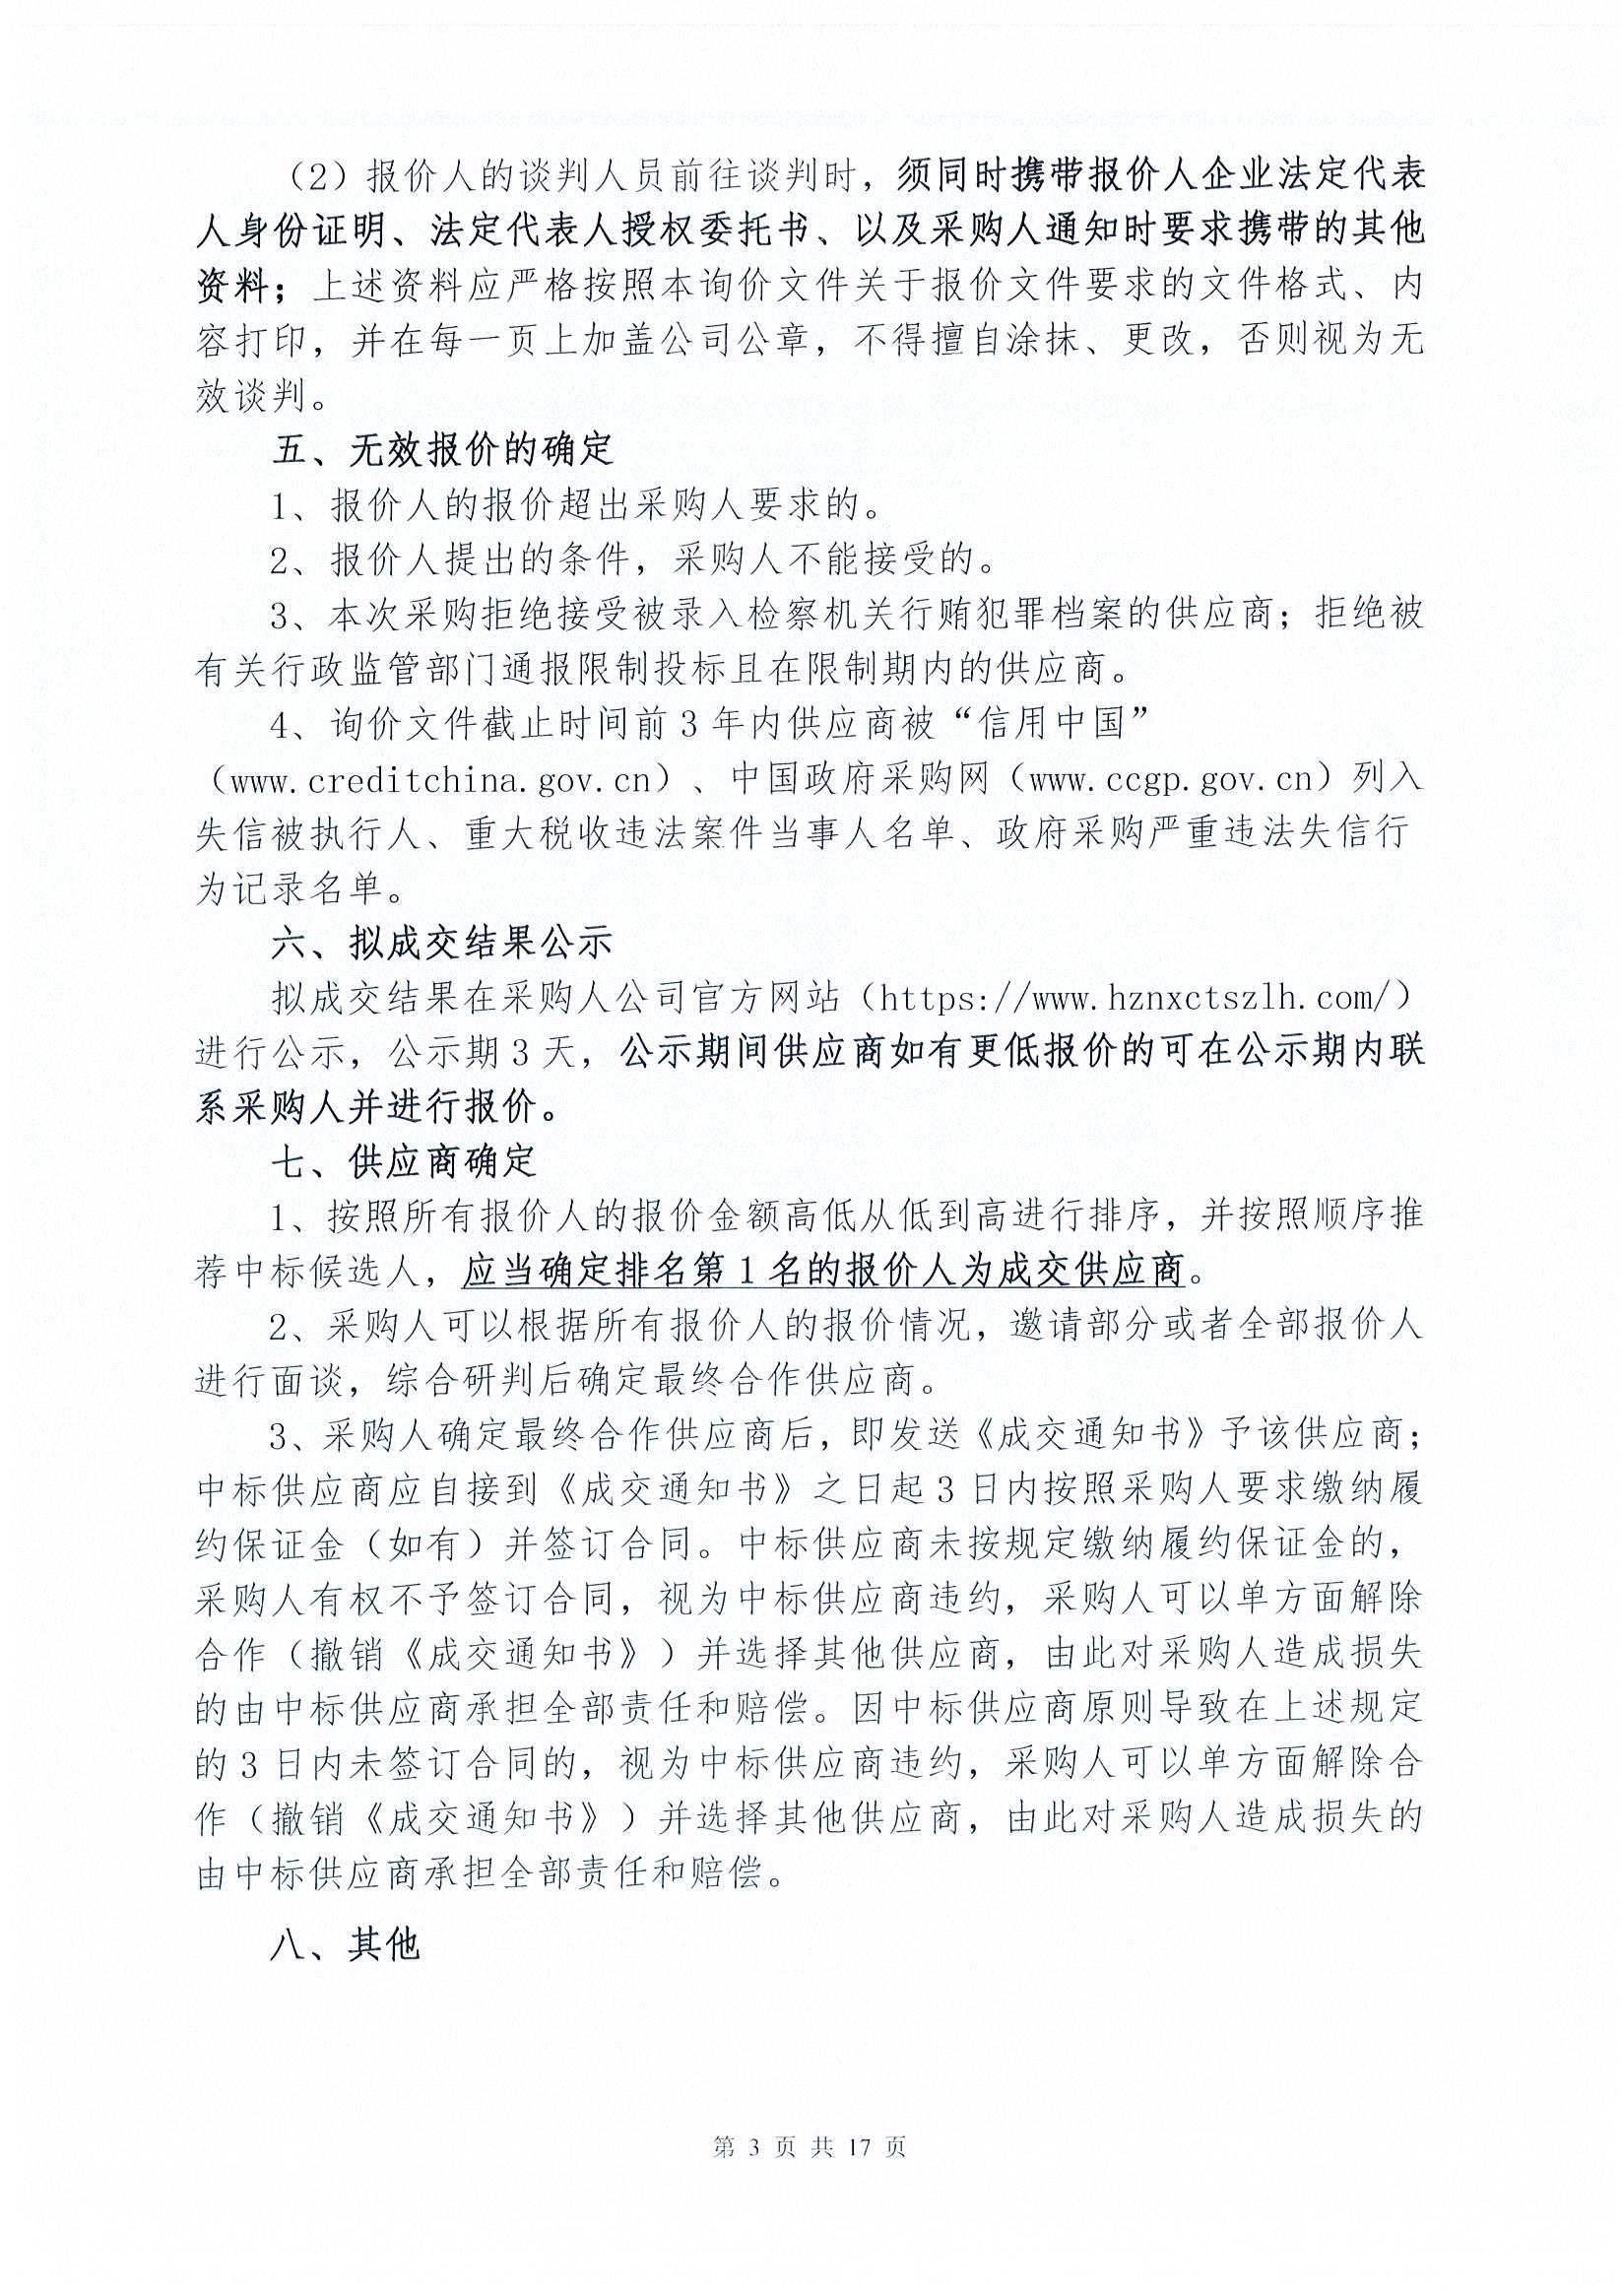 （2）报价人的谈判人员前往谈判时，须同时携带报价人企业法定代表
人身份证明、法定代表人授权委托书、以及采购人通知时要求携带的其他
资料；上述资料应严格按照本询价文件关于报价文件要求的文件格式、内
容打印，并在每一页上加盖公司公章，不得擅自涂抹、更改，否则视为无
效谈判。
五、无效报价的确定
1、报价人的报价超出采购人要求的。
2、报价人提出的条件，采购人不能接受的。
3、本次采购拒绝接受被录入检察机关行贿犯罪档案的供应商；拒绝被
有关行政监管部门通报限制投标且在限制期内的供应商。
4、询价文件截止时间前 3 年内供应商被“信用中国”
（www.creditchina.gov.cn）、中国政府采购网（www.ccgp.gov.cn）列入
失信被执行人、重大税收违法案件当事人名单、政府采购严重违法失信行
为记录名单。
六、拟成交结果公示
拟成交结果在采购人公司官方网站（https://www.hznxctszlh.com/）
进行公示，公示期 3 天，公示期间供应商如有更低报价的可在公示期内联
系采购人并进行报价。
七、供应商确定
1、按照所有报价人的报价金额高低从低到高进行排序，并按照顺序推
荐中标候选人，应当确定排名第 1 名的报价人为成交供应商。
2、采购人可以根据所有报价人的报价情况，邀请部分或者全部报价人
进行面谈，综合研判后确定最终合作供应商。
3、采购人确定最终合作供应商后，即发送《成交通知书》予该供应商；
中标供应商应自接到《成交通知书》之日起 3 日内按照采购人要求缴纳履
约保证金（如有）并签订合同。中标供应商未按规定缴纳履约保证金的，
采购人有权不予签订合同，视为中标供应商违约，采购人可以单方面解除
合作（撤销《成交通知书》）并选择其他供应商，由此对采购人造成损失
的由中标供应商承担全部责任和赔偿。因中标供应商原则导致在上述规定
的 3 日内未签订合同的，视为中标供应商违约，采购人可以单方面解除合
作（撤销《成交通知书》）并选择其他供应商，由此对采购人造成损失的
由中标供应商承担全部责任和赔偿。
八、其他
第 3 页 共 17 页